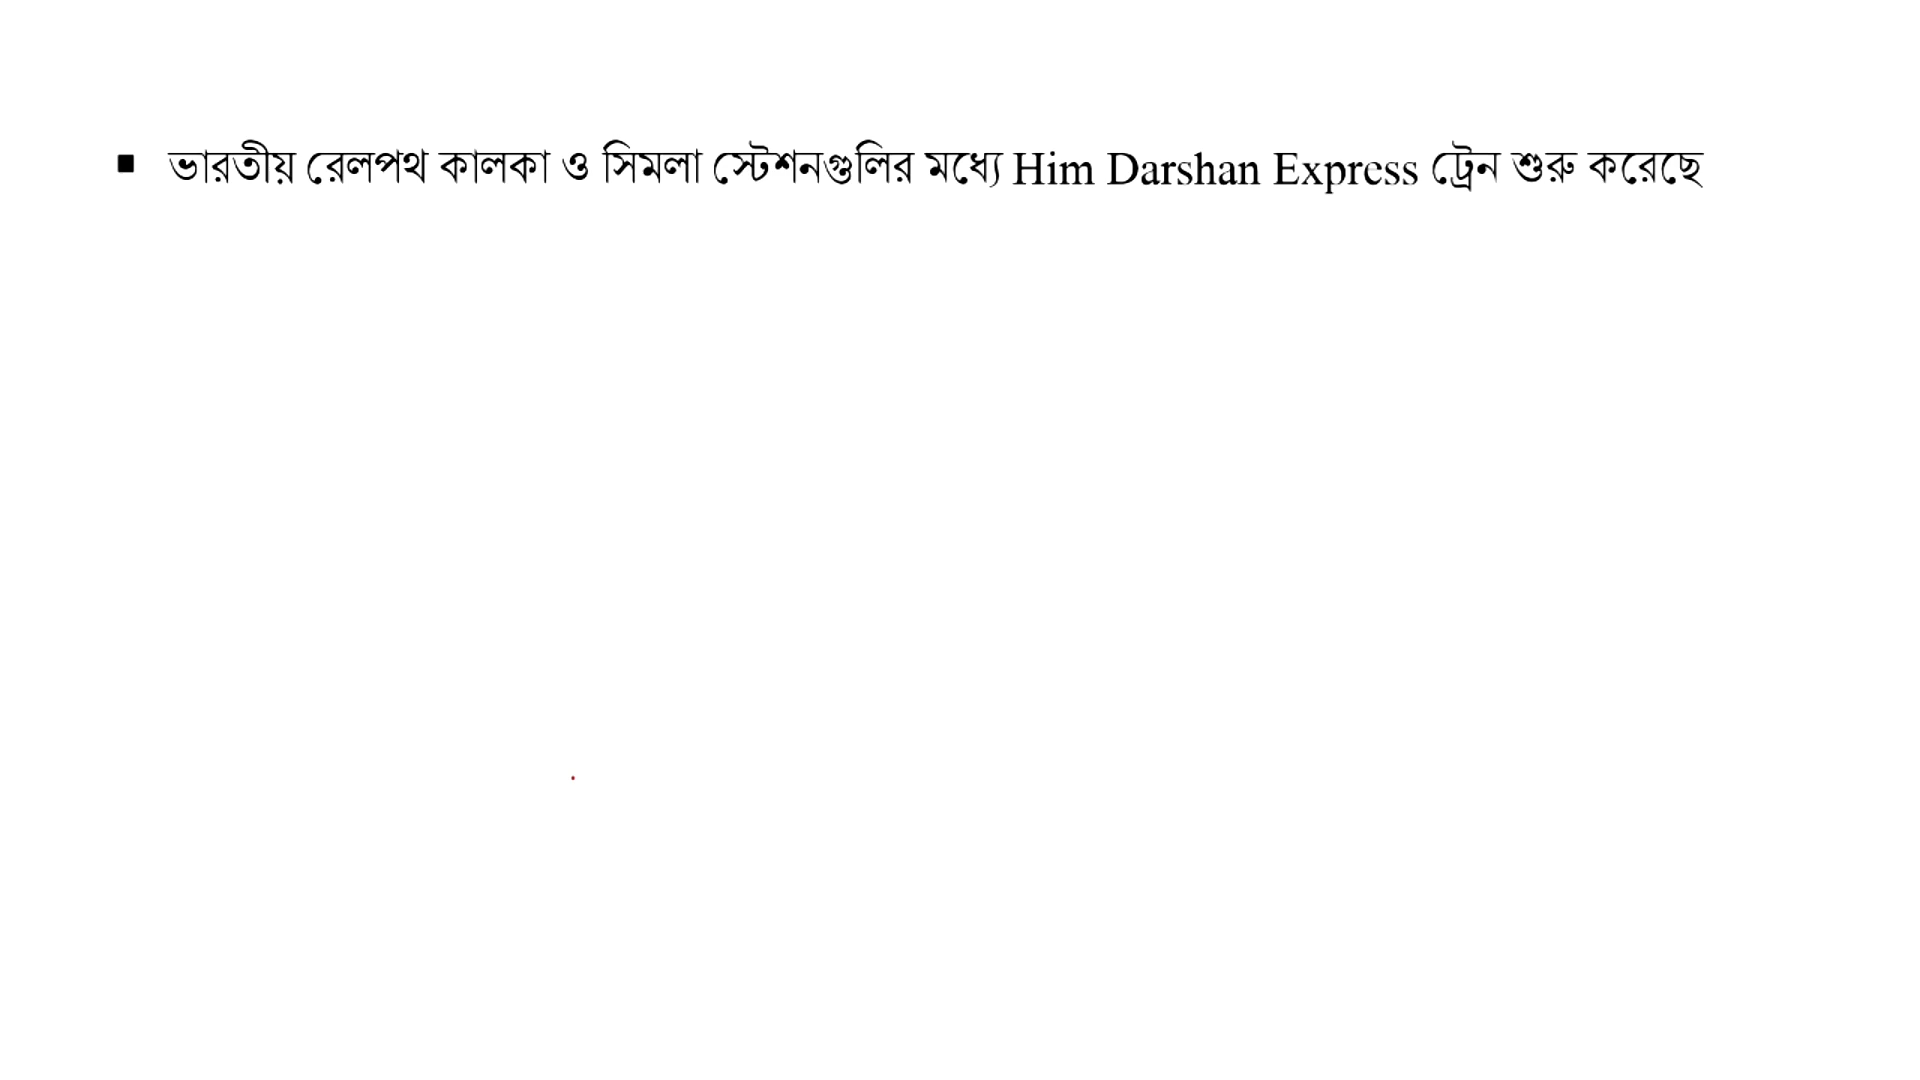 ▪ ভারতীয় রেলপথ কালকা ও সিমলা স্টেশনগুলির মধ্যে Him Darshan Express ট্রেন শুরু করেছে